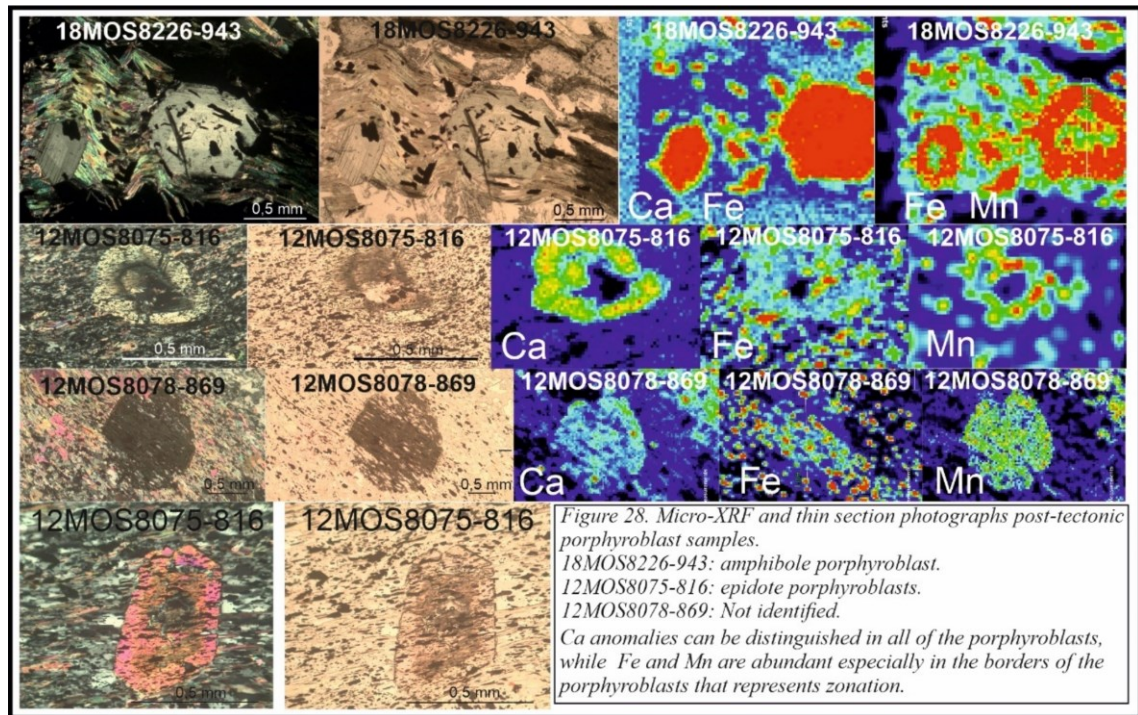 18MOS8226-943
18MOS8226-943
18MOS8226-943
18MOS8226-943
0,5 mm
0,5 mm
Ca Fe
Fe Mn
12MOS8075-816
12MOS8075-816
12MOS8075-816
12MOS8075-816
12MOS8075-816
0,5 mm
0,5 mm
Ca
Fe
Mn
12MOS8078-869
12MOS8078-869
12MOS8078-869
12MOS8078-869
12MOS8078-869
0,5 mm
0,5 mm
Ca
Fe
Mn
12MOS8075-816
12MOS8075-816
0,5 mm
0,5 mm
Figure 28. Micro-XRF and thin section photographs post-tectonic
porphyroblast samples.
18MOS8226-943: amphibole porphyroblast.
12MOS8075-816: epidote porphyroblasts.
12MOS8078-869: Not identified.
Ca anomalies can be distinguished in all of the porphyroblasts,
while Fe and Mn are abundant especially in the borders of the
porphyroblasts that represents zonation.